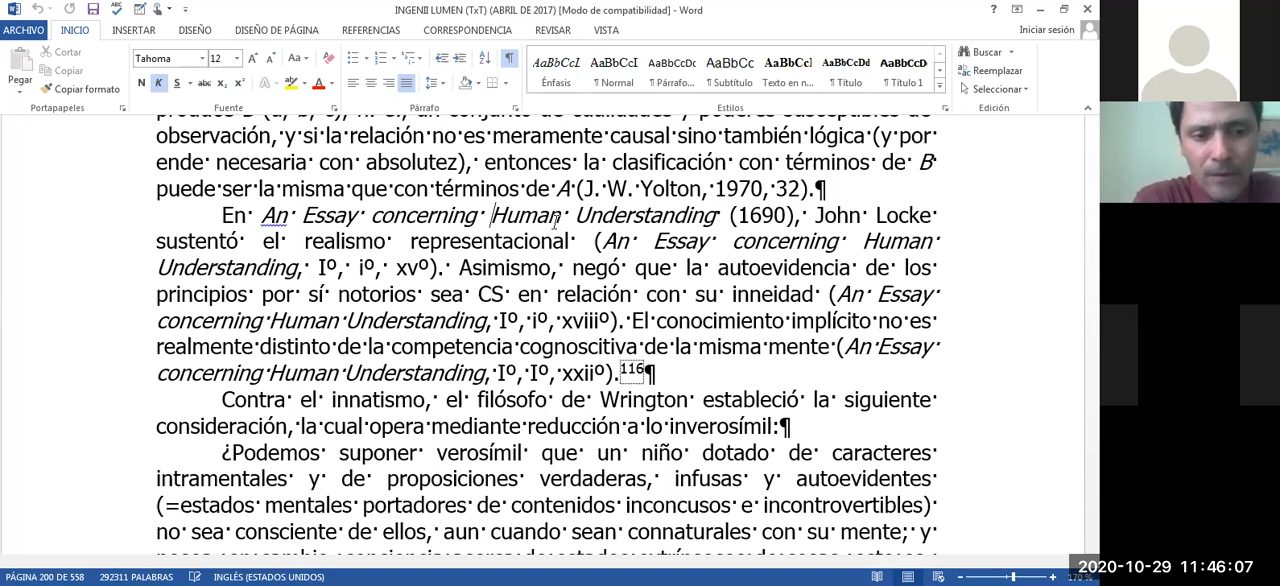 INGENII LUMEN (TxT) (ABRIL DE 2017) [Modo de compatibilidad] - Word
ARCHIVO INICIO INSERTAR DISEÑO DISEÑO DE PÁGINA REFERENCIAS CORRESPONDENCIA REVISAR VISTA Iniciar sesión
Cortar
Copiar
Pegar
Copiar formato
Portapapeles
Tahoma 12
Fuente
Párrafo
AaBbCcI AaBbCcI AaBbCcDc AaBbCc AaBbCcI AaBbCcDd AaBbCcD
Énfasis ¶ Normal ¶ Párrafo... ¶ Subtítulo Texto en n... ¶ Título ¶ Título 1
Estilos
Buscar
Reemplazar
Seleccionar
Edición
observación, y si la relación no es meramente causal sino también lógica (y por
ende necesaria con absolutez), entonces la clasificación con términos de B
puede ser la misma que con términos de A (J. W. Yolton, 1970, 32).¶
En An Essay concerning Human Understanding (1690), John Locke
sustentó el realismo representacional (An Essay concerning Human
Understanding, Iº, iº, xvº). Asimismo, negó que la autoevidencia de los
principios por sí notorios sea CS en relación con su inneidad (An Essay
concerning Human Understanding, Iº, iº, xviiiº). El conocimiento implícito no es
realmente distinto de la competencia cognoscitiva de la misma mente (An Essay
concerning Human Understanding, Iº, Iº, xxiiº).116¶
Contra el innatismo, el filósofo de Wrington estableció la siguiente
consideración, la cual opera mediante reducción a lo inverosímil:¶
¿Podemos suponer verosímil que un niño dotado de caracteres
intramentales y de proposiciones verdaderas, infusas y autoevidentes
(=estados mentales portadores de contenidos inconcusos e incontrovertibles)
no sea consciente de ellos, aun cuando sean connaturales con su mente; y
PÁGINA 200 DE 558 292311 PALABRAS INGLÉS (ESTADOS UNIDOS) 170 %
2020-10-29 11:46:07